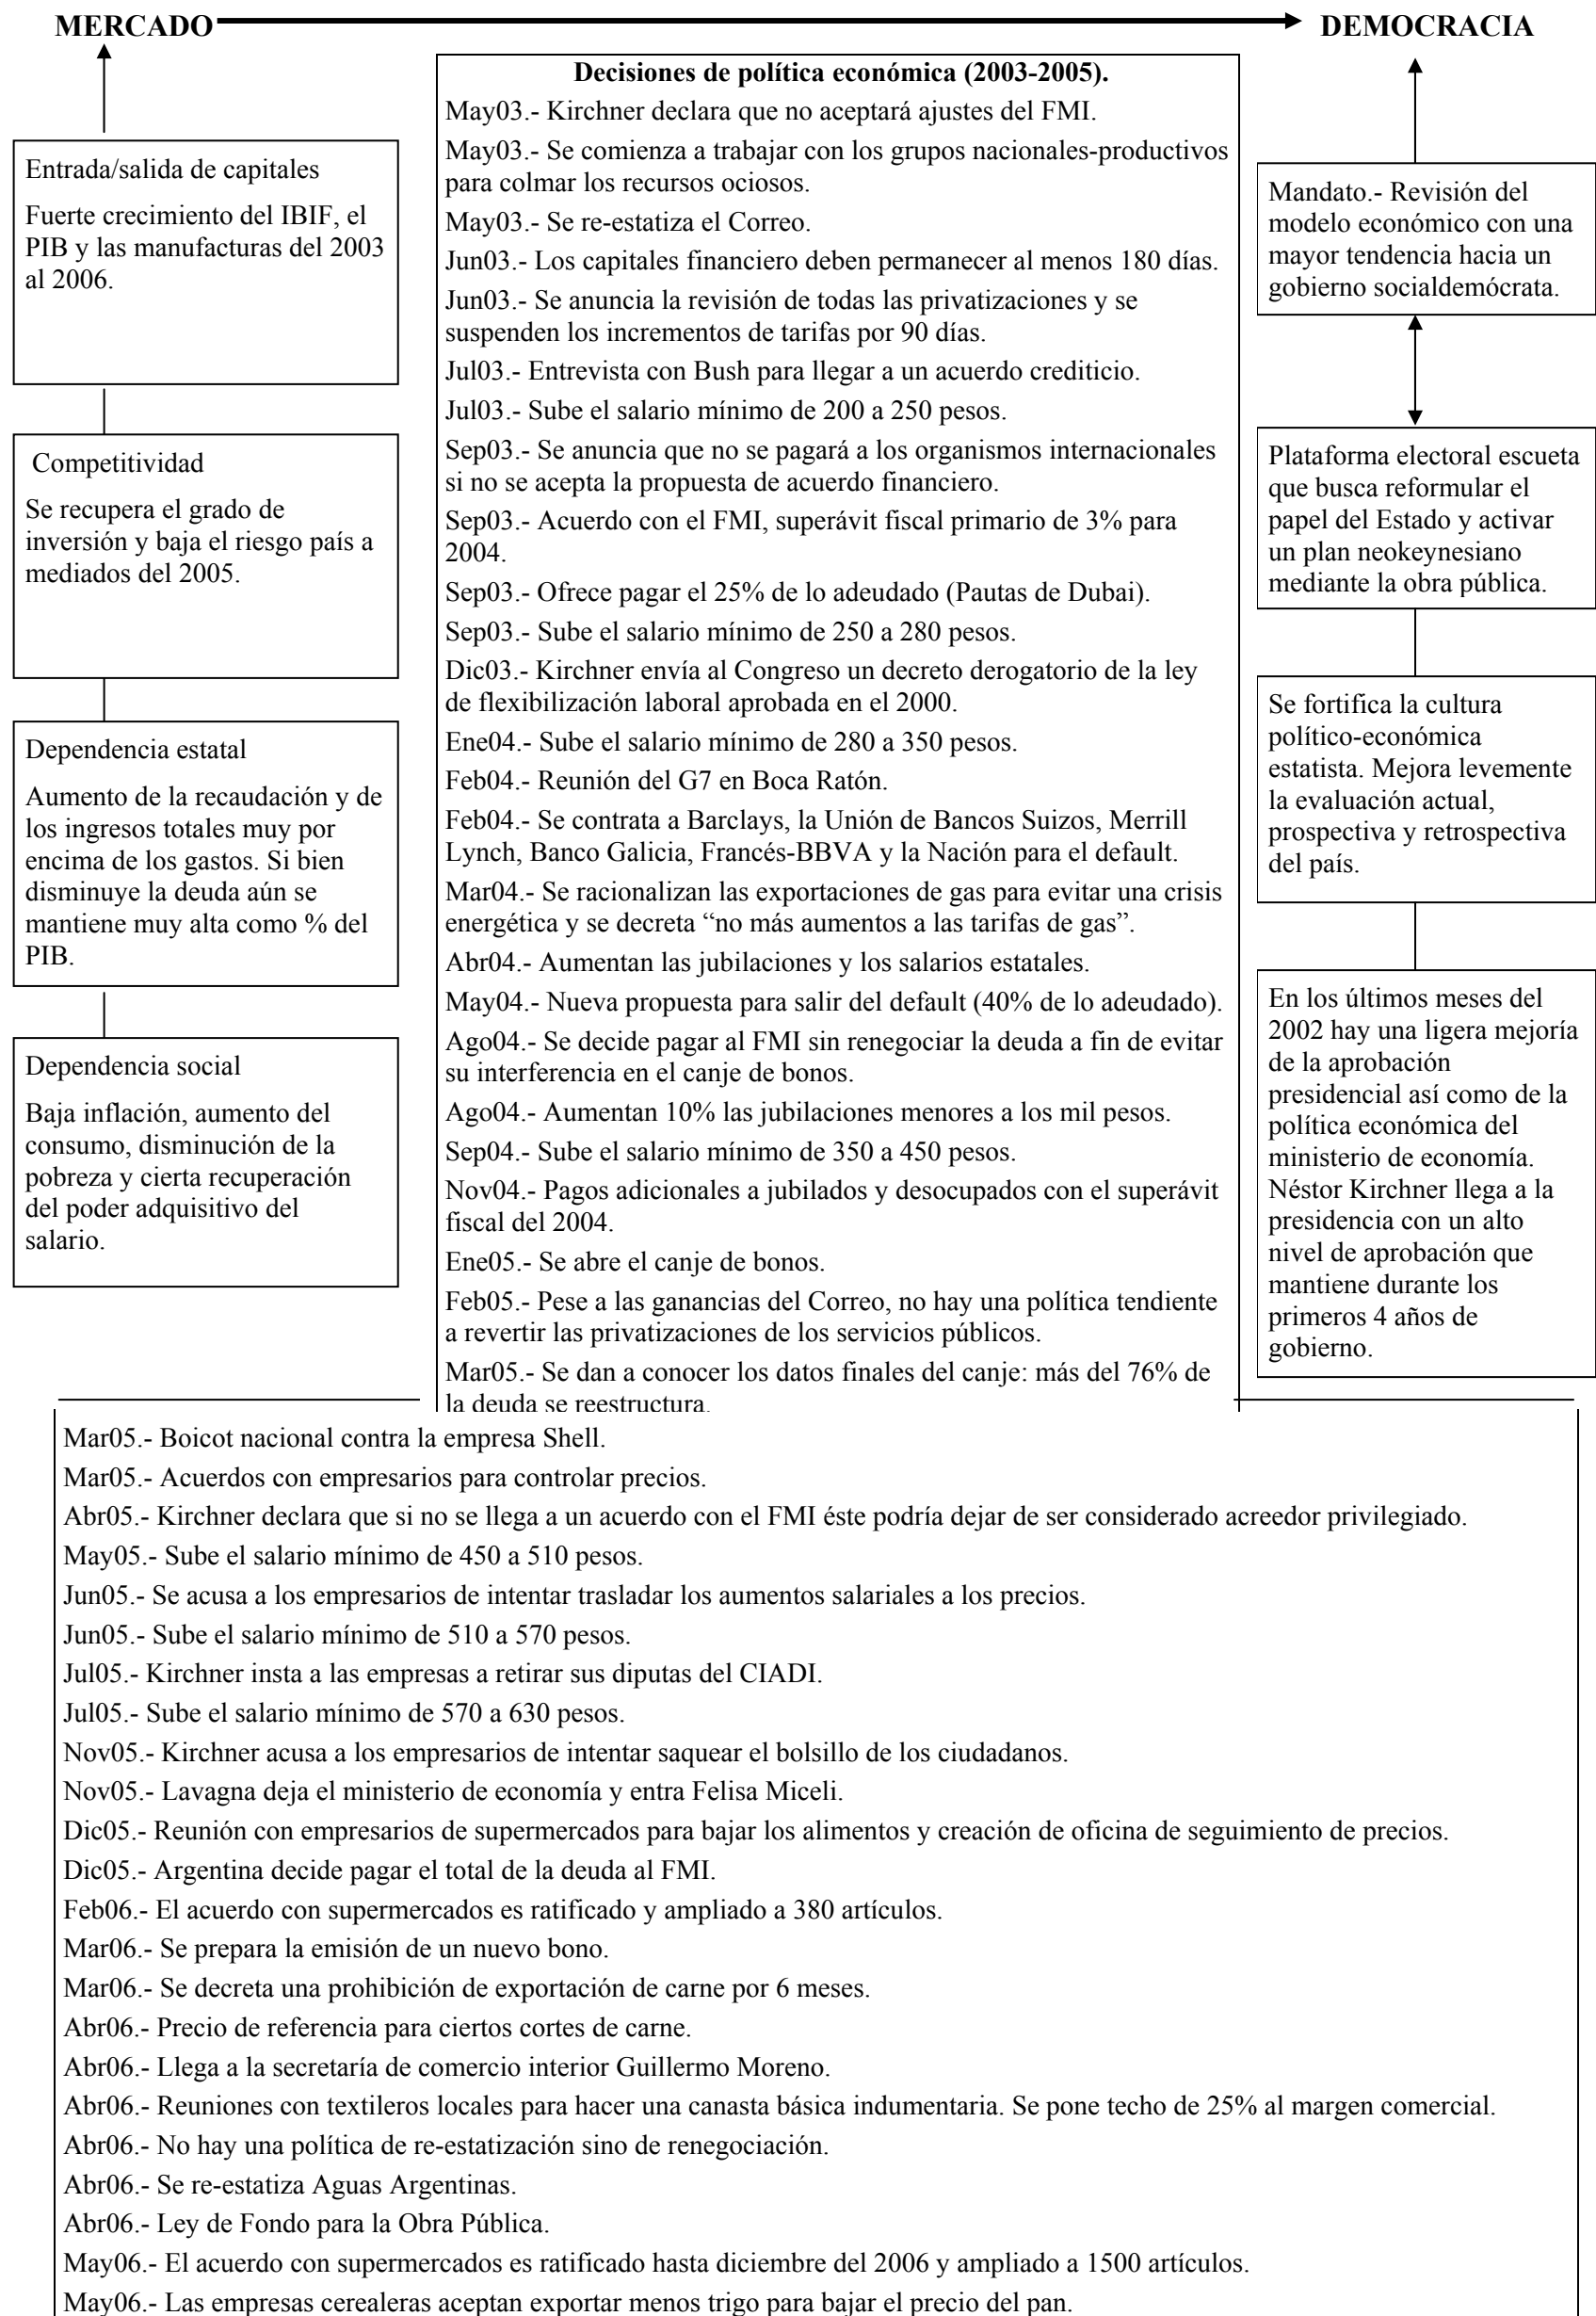 MERCADO
DEMOCRACIA
Entrada/salida de capitales
Fuerte crecimiento del IBIF, el
PIB y las manufacturas del 2003
al 2006.
Competitividad
Se recupera el grado de
inversión y baja el riesgo país a
mediados del 2005.
Dependencia estatal
Aumento de la recaudación y de
los ingresos totales muy por
encima de los gastos. Si bien
disminuye la deuda aún se
mantiene muy alta como % del
PIB.
Dependencia social
Baja inflación, aumento del
consumo, disminución de la
pobreza y cierta recuperación
del poder adquisitivo del
salario.
Decisiones de política económica (2003-2005).
May03.- Kirchner declara que no aceptará ajustes del FMI.
May03.- Se comienza a trabajar con los grupos nacionales-productivos
para colmar los recursos ociosos.
May03.- Se re-estatiza el Correo.
Jun03.- Los capitales financiero deben permanecer al menos 180 días.
Jun03.- Se anuncia la revisión de todas las privatizaciones y se
suspenden los incrementos de tarifas por 90 días.
Jul03.- Entrevista con Bush para llegar a un acuerdo crediticio.
Jul03.- Sube el salario mínimo de 200 a 250 pesos.
Sep03.- Se anuncia que no se pagará a los organismos internacionales
si no se acepta la propuesta de acuerdo financiero.
Sep03.- Acuerdo con el FMI, superávit fiscal primario de 3% para
2004.
Sep03.- Ofrece pagar el 25% de lo adeudado (Pautas de Dubai).
Sep03.- Sube el salario mínimo de 250 a 280 pesos.
Dic03.- Kirchner envía al Congreso un decreto derogatorio de la ley
de flexibilización laboral aprobada en el 2000.
Ene04.- Sube el salario mínimo de 280 a 350 pesos.
Feb04.- Reunión del G7 en Boca Ratón.
Feb04.- Se contrata a Barclays, la Unión de Bancos Suizos, Merrill
Lynch, Banco Galicia, Francés-BBVA y la Nación para el default.
Mar04.- Se racionalizan las exportaciones de gas para evitar una crisis
energética y se decreta “no más aumentos a las tarifas de gas”.
Abr04.- Aumentan las jubilaciones y los salarios estatales.
May04.- Nueva propuesta para salir del default (40% de lo adeudado).
Ago04.- Se decide pagar al FMI sin renegociar la deuda a fin de evitar
su interferencia en el canje de bonos.
Ago04.- Aumentan 10% las jubilaciones menores a los mil pesos.
Sep04.- Sube el salario mínimo de 350 a 450 pesos.
Nov04.- Pagos adicionales a jubilados y desocupados con el superávit
fiscal del 2004.
Ene05.- Se abre el canje de bonos.
Feb05.- Pese a las ganancias del Correo, no hay una política tendiente
a revertir las privatizaciones de los servicios públicos.
Mar05.- Se dan a conocer los datos finales del canje: más del 76% de
la deuda se reestructura.
Mandato.- Revisión del
modelo económico con una
mayor tendencia hacia un
gobierno socialdemócrata.
Plataforma electoral escueta
que busca reformular el
papel del Estado y activar
un plan neokeynesiano
mediante la obra pública.
Se fortifica la cultura
político-económica
estatista. Mejora levemente
la evaluación actual,
prospectiva y retrospectiva
del país.
En los últimos meses del
2002 hay una ligera mejoría
de la aprobación
presidencial así como de la
política económica del
ministerio de economía.
Néstor Kirchner llega a la
presidencia con un alto
nivel de aprobación que
mantiene durante los
primeros 4 años de
gobierno.
Mar05.- Boicot nacional contra la empresa Shell.
Mar05.- Acuerdos con empresarios para controlar precios.
Abr05.- Kirchner declara que si no se llega a un acuerdo con el FMI éste podría dejar de ser considerado acreedor privilegiado.
May05.- Sube el salario mínimo de 450 a 510 pesos.
Jun05.- Se acusa a los empresarios de intentar trasladar los aumentos salariales a los precios.
Jun05.- Sube el salario mínimo de 510 a 570 pesos.
Jul05.- Kirchner insta a las empresas a retirar sus diputas del CIADI.
Jul05.- Sube el salario mínimo de 570 a 630 pesos.
Nov05.- Kirchner acusa a los empresarios de intentar saquear el bolsillo de los ciudadanos.
Nov05.- Lavagna deja el ministerio de economía y entra Felisa Miceli.
Dic05.- Reunión con empresarios de supermercados para bajar los alimentos y creación de oficina de seguimiento de precios.
Dic05.- Argentina decide pagar el total de la deuda al FMI.
Feb06.- El acuerdo con supermercados es ratificado y ampliado a 380 artículos.
Mar06.- Se prepara la emisión de un nuevo bono.
Mar06.- Se decreta una prohibición de exportación de carne por 6 meses.
Abr06.- Precio de referencia para ciertos cortes de carne.
Abr06.- Llega a la secretaría de comercio interior Guillermo Moreno.
Abr06.- Reuniones con textileros locales para hacer una canasta básica indumentaria. Se pone techo de 25% al margen comercial.
Abr06.- No hay una política de re-estatización sino de renegociación.
Abr06.- Se re-estatiza Aguas Argentinas.
Abr06.- Ley de Fondo para la Obra Pública.
May06.- El acuerdo con supermercados es ratificado hasta diciembre del 2006 y ampliado a 1500 artículos.
May06.- Las empresas cerealeras aceptan exportar menos trigo para bajar el precio del pan.